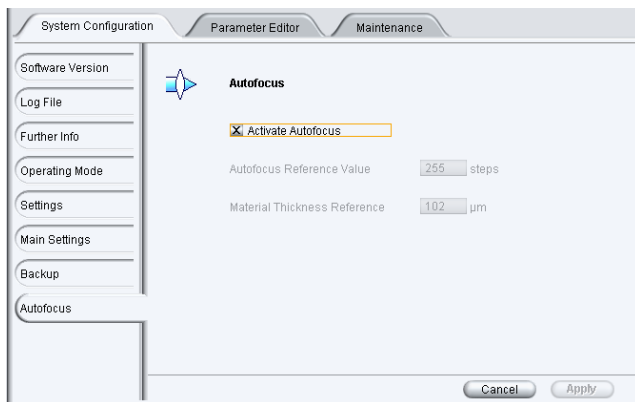 System Configuration
Parameter Editor
Maintenance
Software Version
Log File
Further Info
Operating Mode
Settings
Main Settings
Backup
Autofocus
Autofocus
X Activate Autofocus
Autofocus Reference Value 255 steps
Material Thickness Reference 102 µm
Cancel
Apply